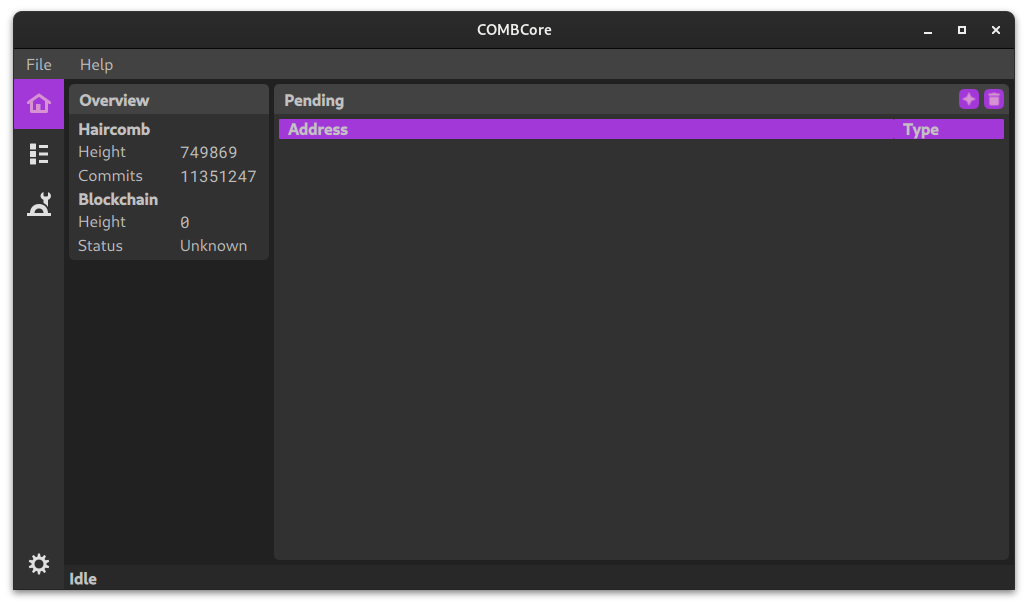 COMBCore
File Help
Overview
Haircomb
Height 749869
Commits 11351247
Blockchain
Height 0
Status Unknown
Pending
Address Type
Idle